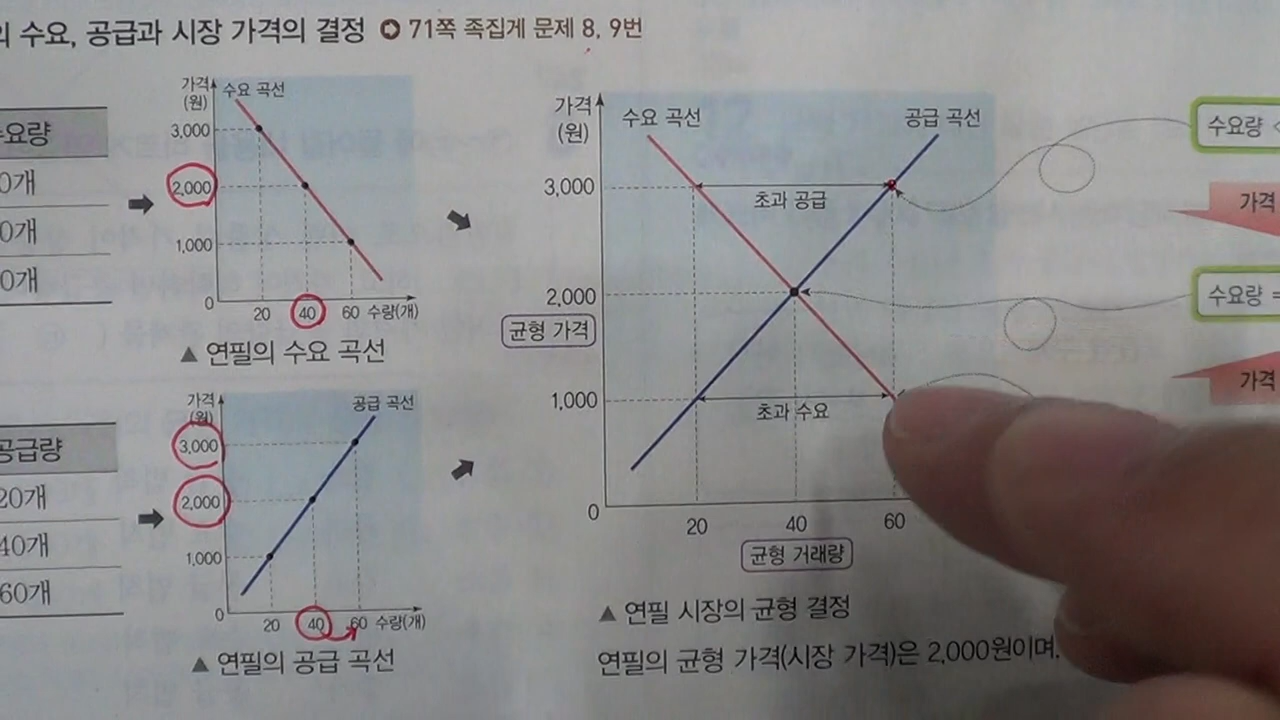 의 수요, 공급과 시장 가격의 결정 ➲ 71쪽 족집게 문제 8, 9번
수요량
0개
0개
0개
가격
(원)
수요 곡선
3,000
2,000
1,000
0
20 40 60 수량(개)
▲ 연필의 수요 곡선
공급량
20개
40개
60개
가격
(원)
공급 곡선
3,000
2,000
1,000
0
20 40 60 수량(개)
▲ 연필의 공급 곡선
가격
(원)
수요 곡선
공급 곡선
3,000
초과 공급
2,000
균형 가격
1,000
초과 수요
0
20 40 60
균형 거래량
▲ 연필 시장의 균형 결정
연필의 균형 가격(시장 가격)은 2,000원이며,
수요량 <
가격
수요량 =
가격